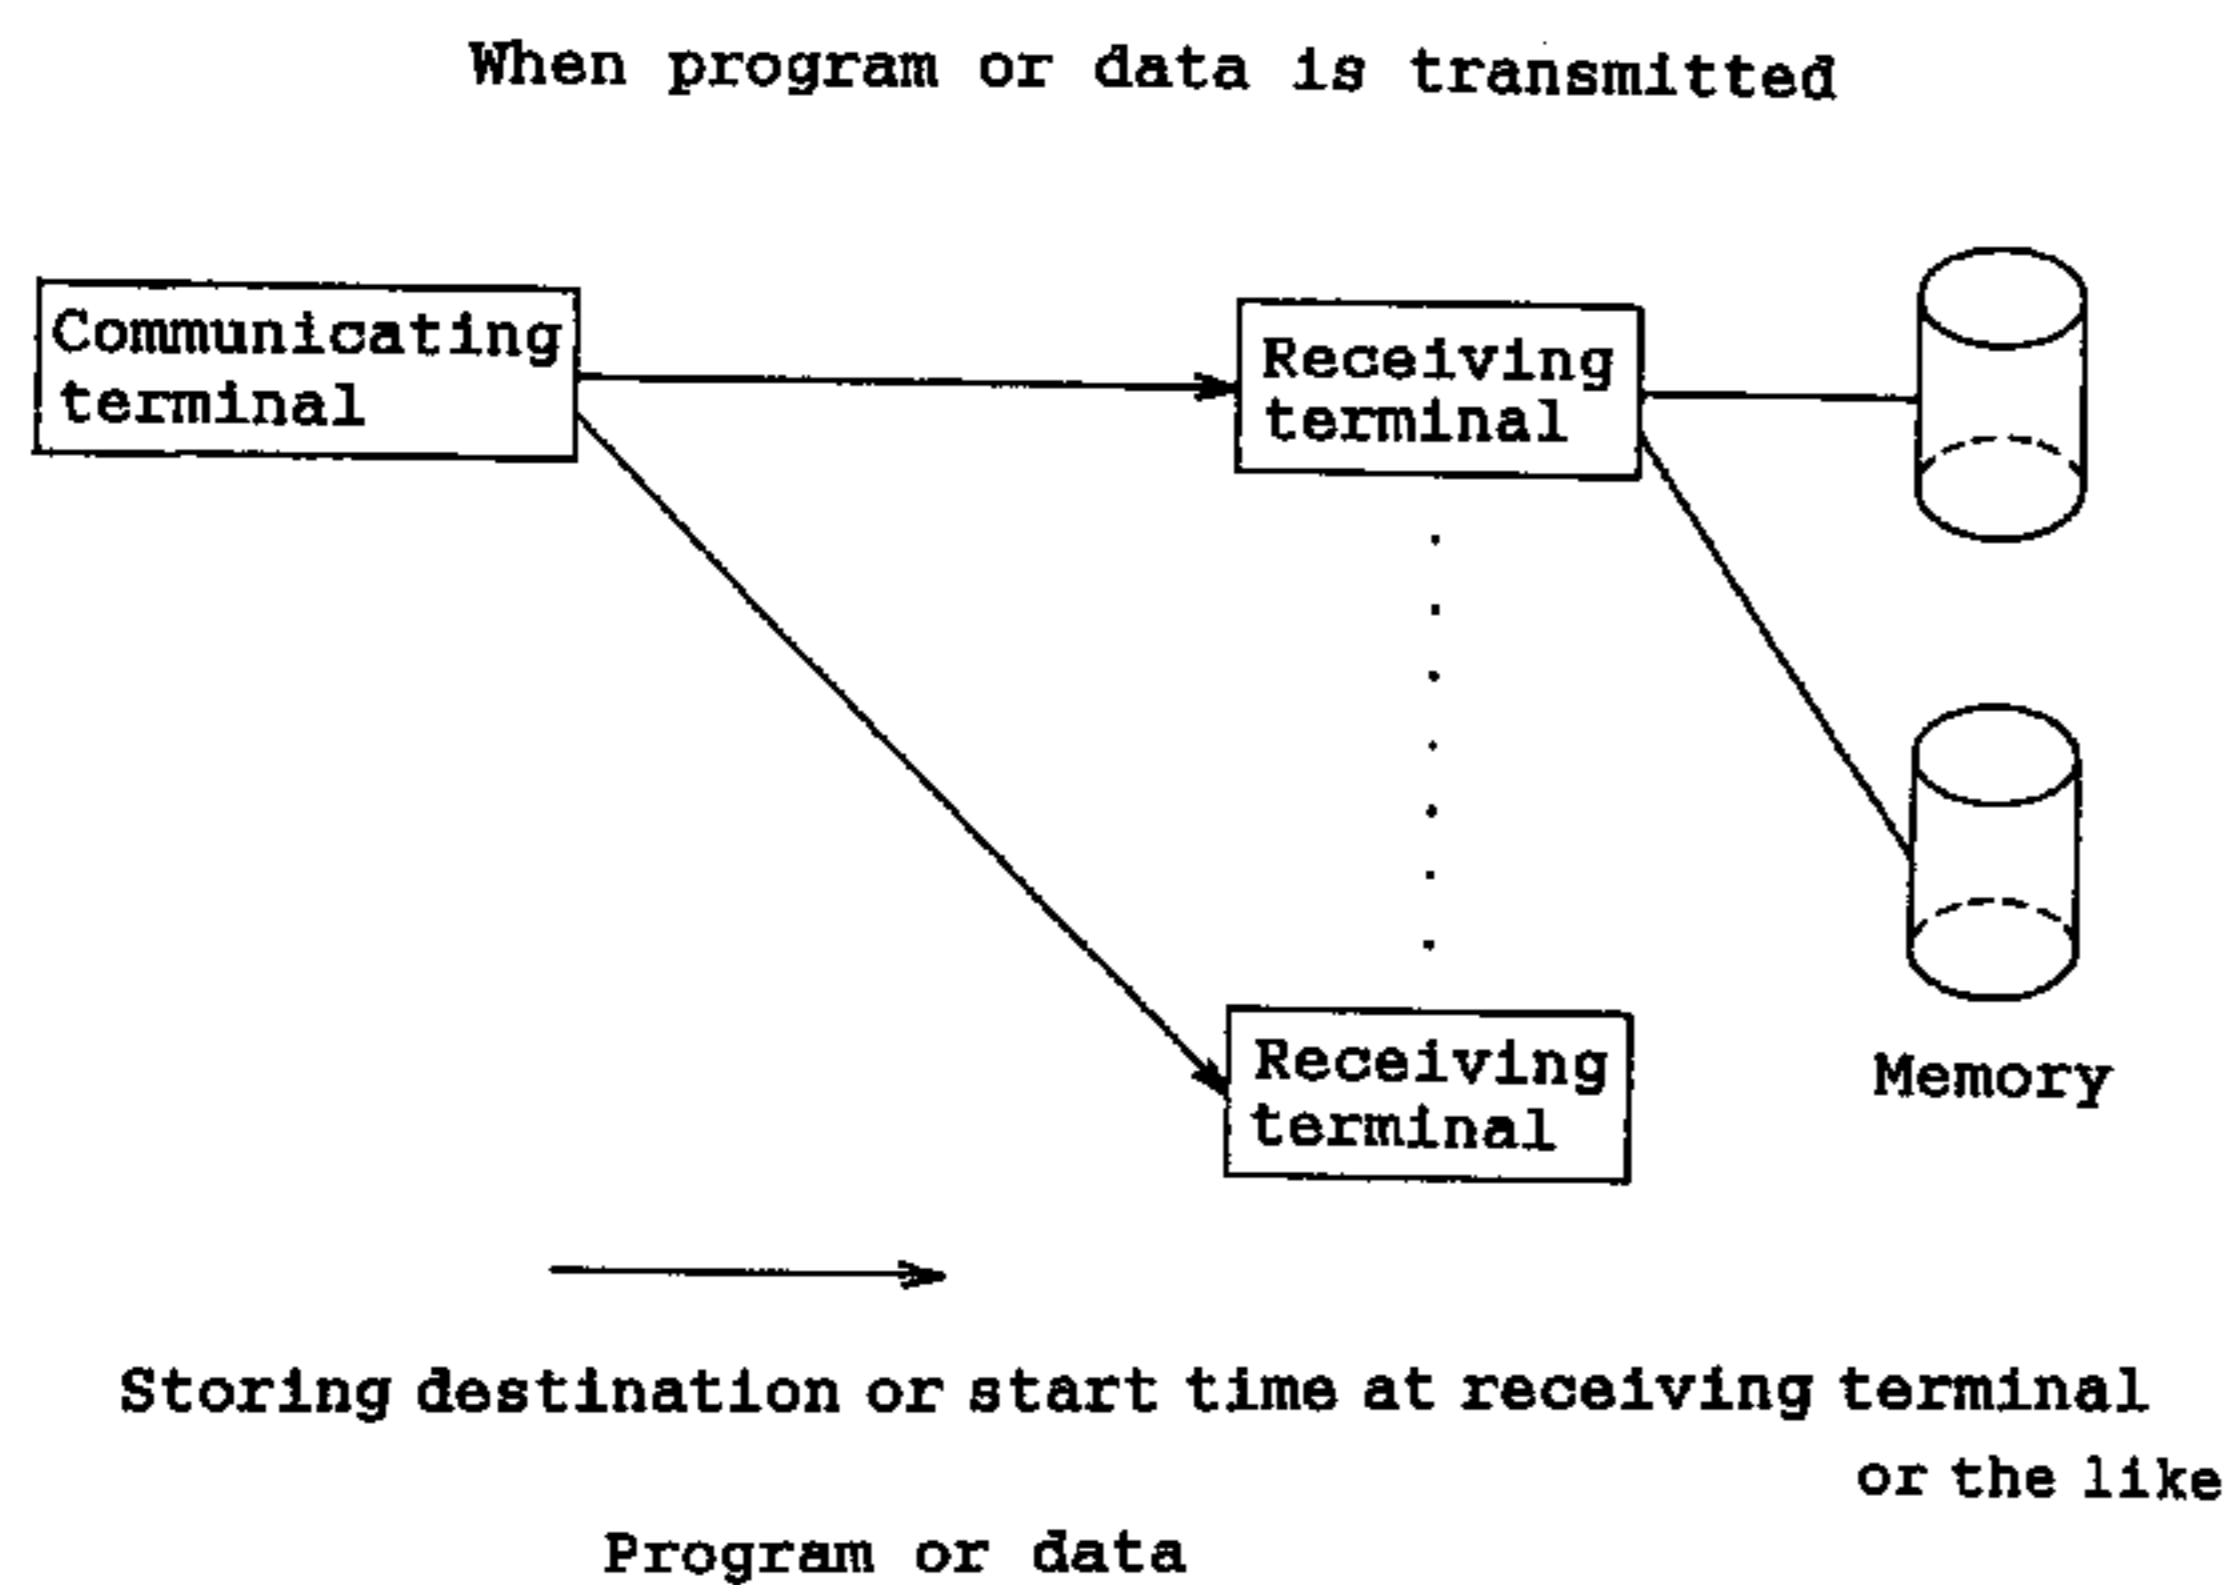 When program or data is transmitted
Communicating
terminal
Receiving
terminal
Receiving
terminal
Memory
Storing destination or start time at receiving terminal
or the like
Program or data